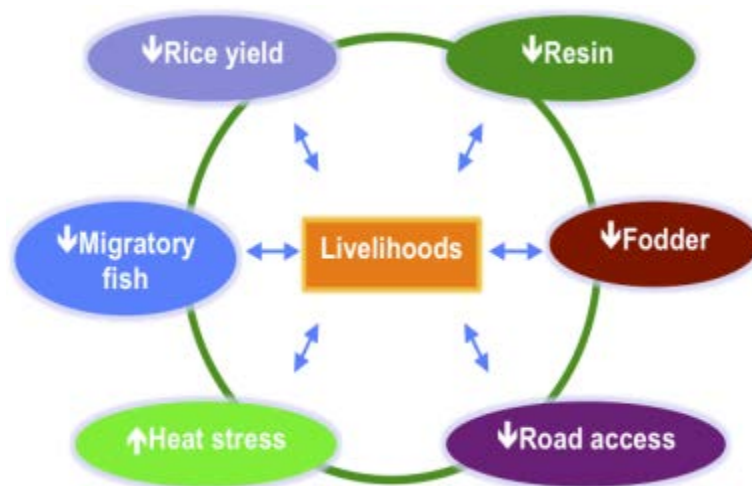 ↓Rice yield
↓Resin
↓Migratory
fish
Livelihoods
↓Fodder
↑Heat stress
↓Road access